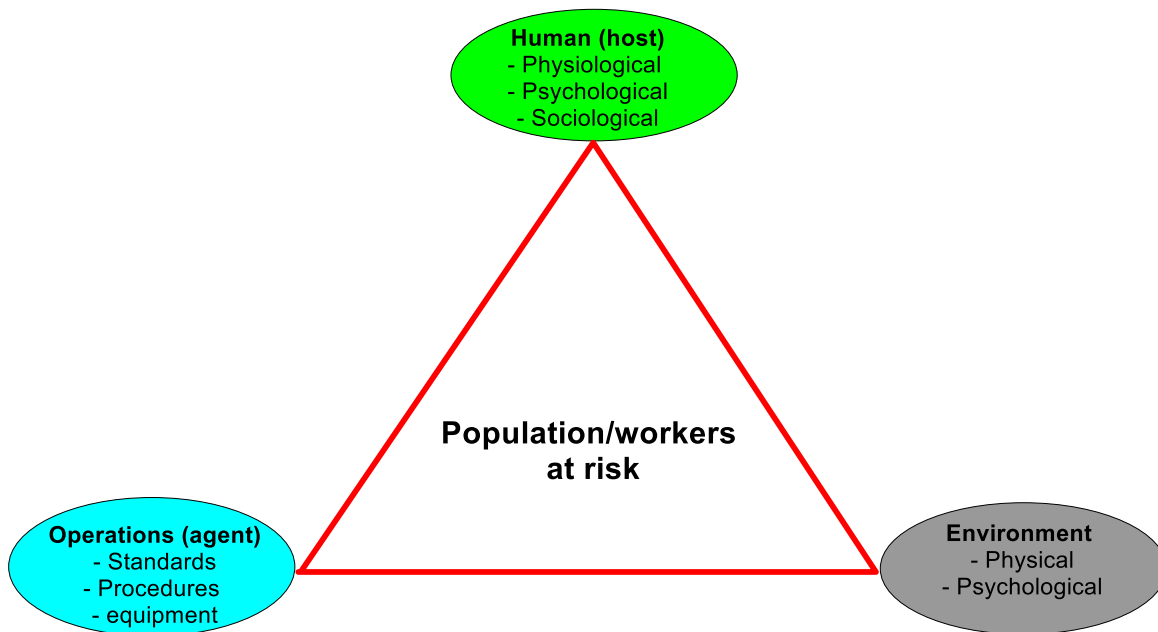 Human (host)
- Physiological
- Psychological
- Sociological
Population/workers
at risk
Operations (agent)
- Standards
- Procedures
- equipment
Environment
- Physical
- Psychological